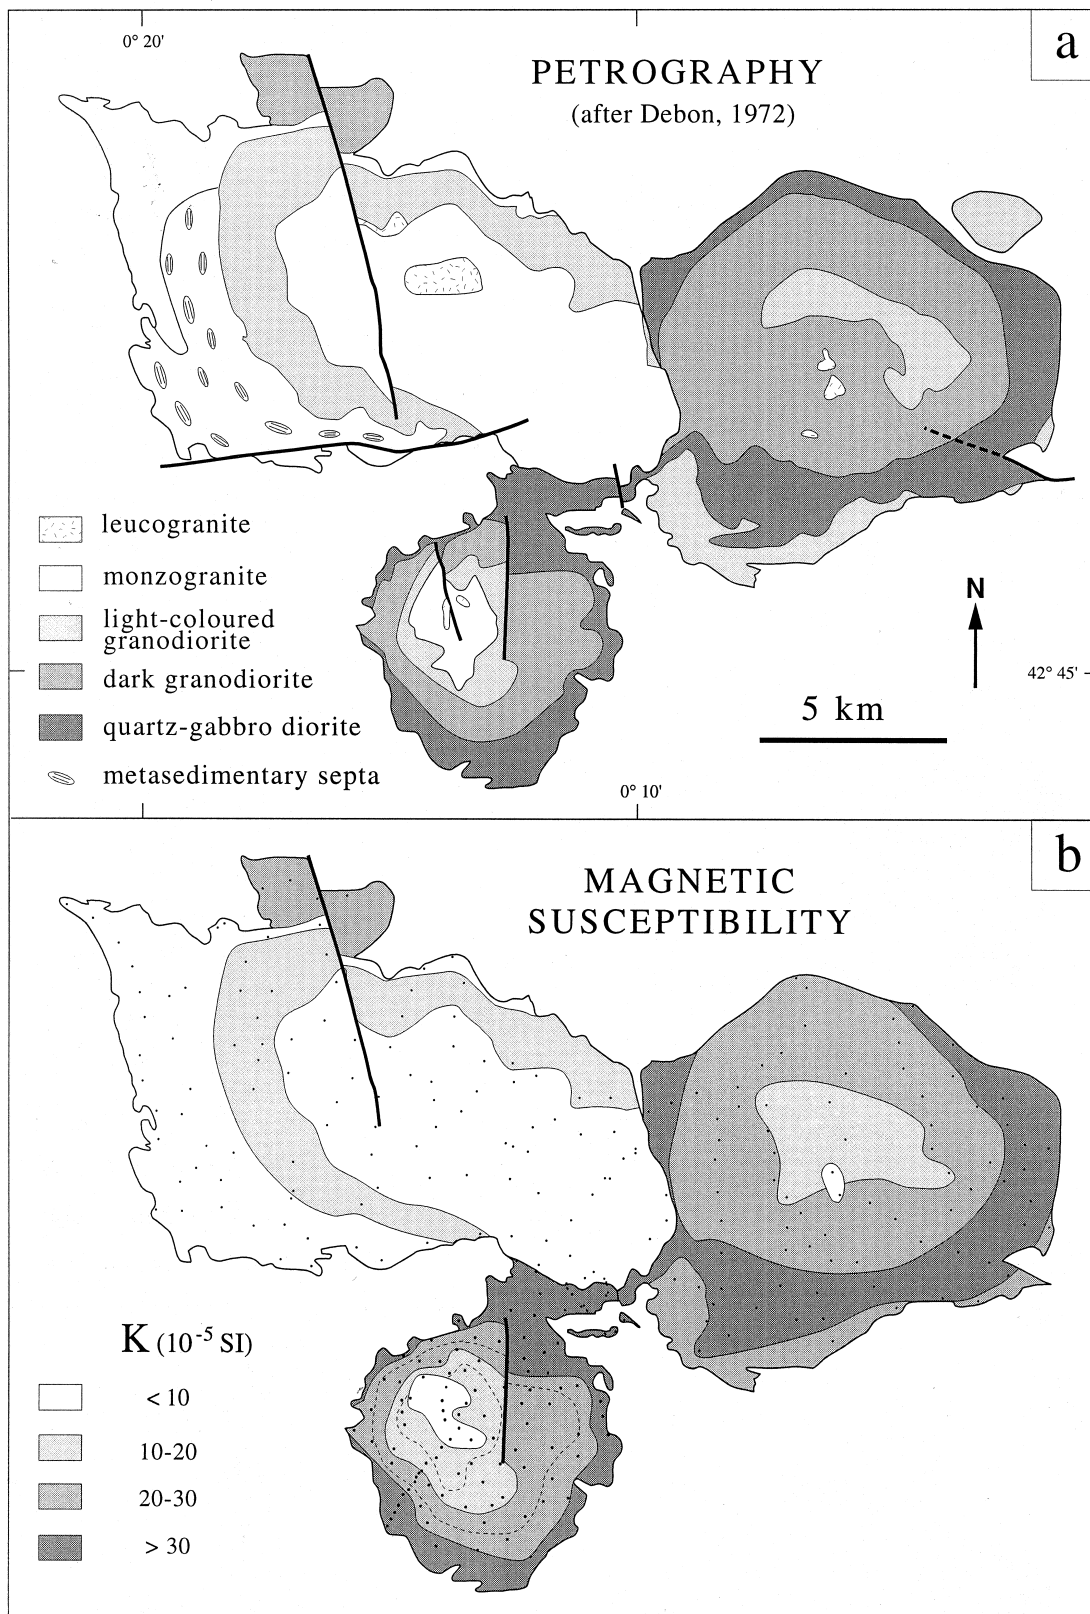 a
0° 20'
PETROGRAPHY
(after Debon, 1972)
leucogranite
monzogranite
light-coloured
granodiorite
dark granodiorite
quartz-gabbro diorite
metasedimentary septa
N
42° 45'
5 km
0° 10'
b
MAGNETIC
SUSCEPTIBILITY
K (10-5 SI)
< 10
10-20
20-30
> 30